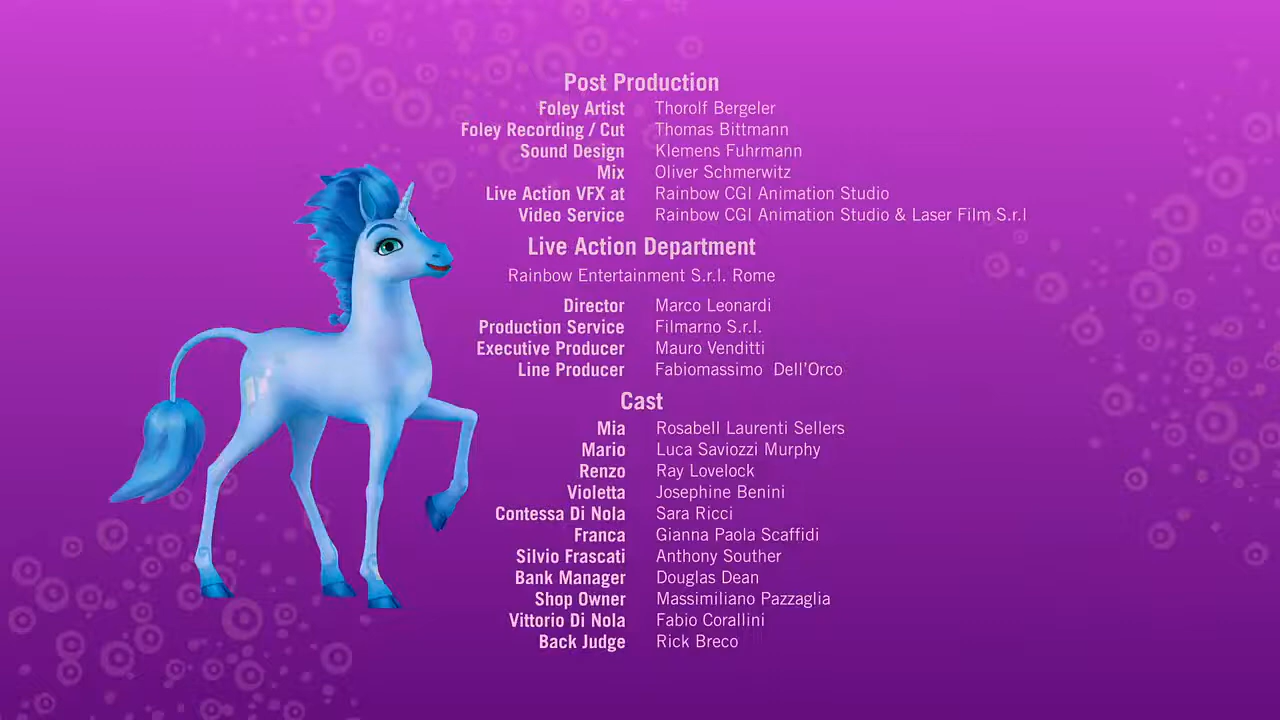 Post Production
Foley Artist Thorolf Bergeler
Foley Recording / Cut Thomas Bittmann
Sound Design Klemens Fuhrmann
Mix Oliver Schmerwitz
Live Action VFX at Rainbow CGI Animation Studio
Video Service Rainbow CGI Animation Studio & Laser Film S.r.l
Live Action Department
Rainbow Entertainment S.r.l. Rome
Director Marco Leonardi
Production Service Filmarno S.r.l.
Executive Producer Mauro Venditti
Line Producer Fabiomassimo Dell'Orco
Cast
Mia Rosabell Laurenti Sellers
Mario Luca Saviozzi Murphy
Renzo Ray Lovelock
Violetta Josephine Benini
Contessa Di Nola Sara Ricci
Franca Gianna Paola Scaffidi
Silvio Frascati Anthony Souther
Bank Manager Douglas Dean
Shop Owner Massimiliano Pazzaglia
Vittorio Di Nola Fabio Corallini
Back Judge Rick Breco